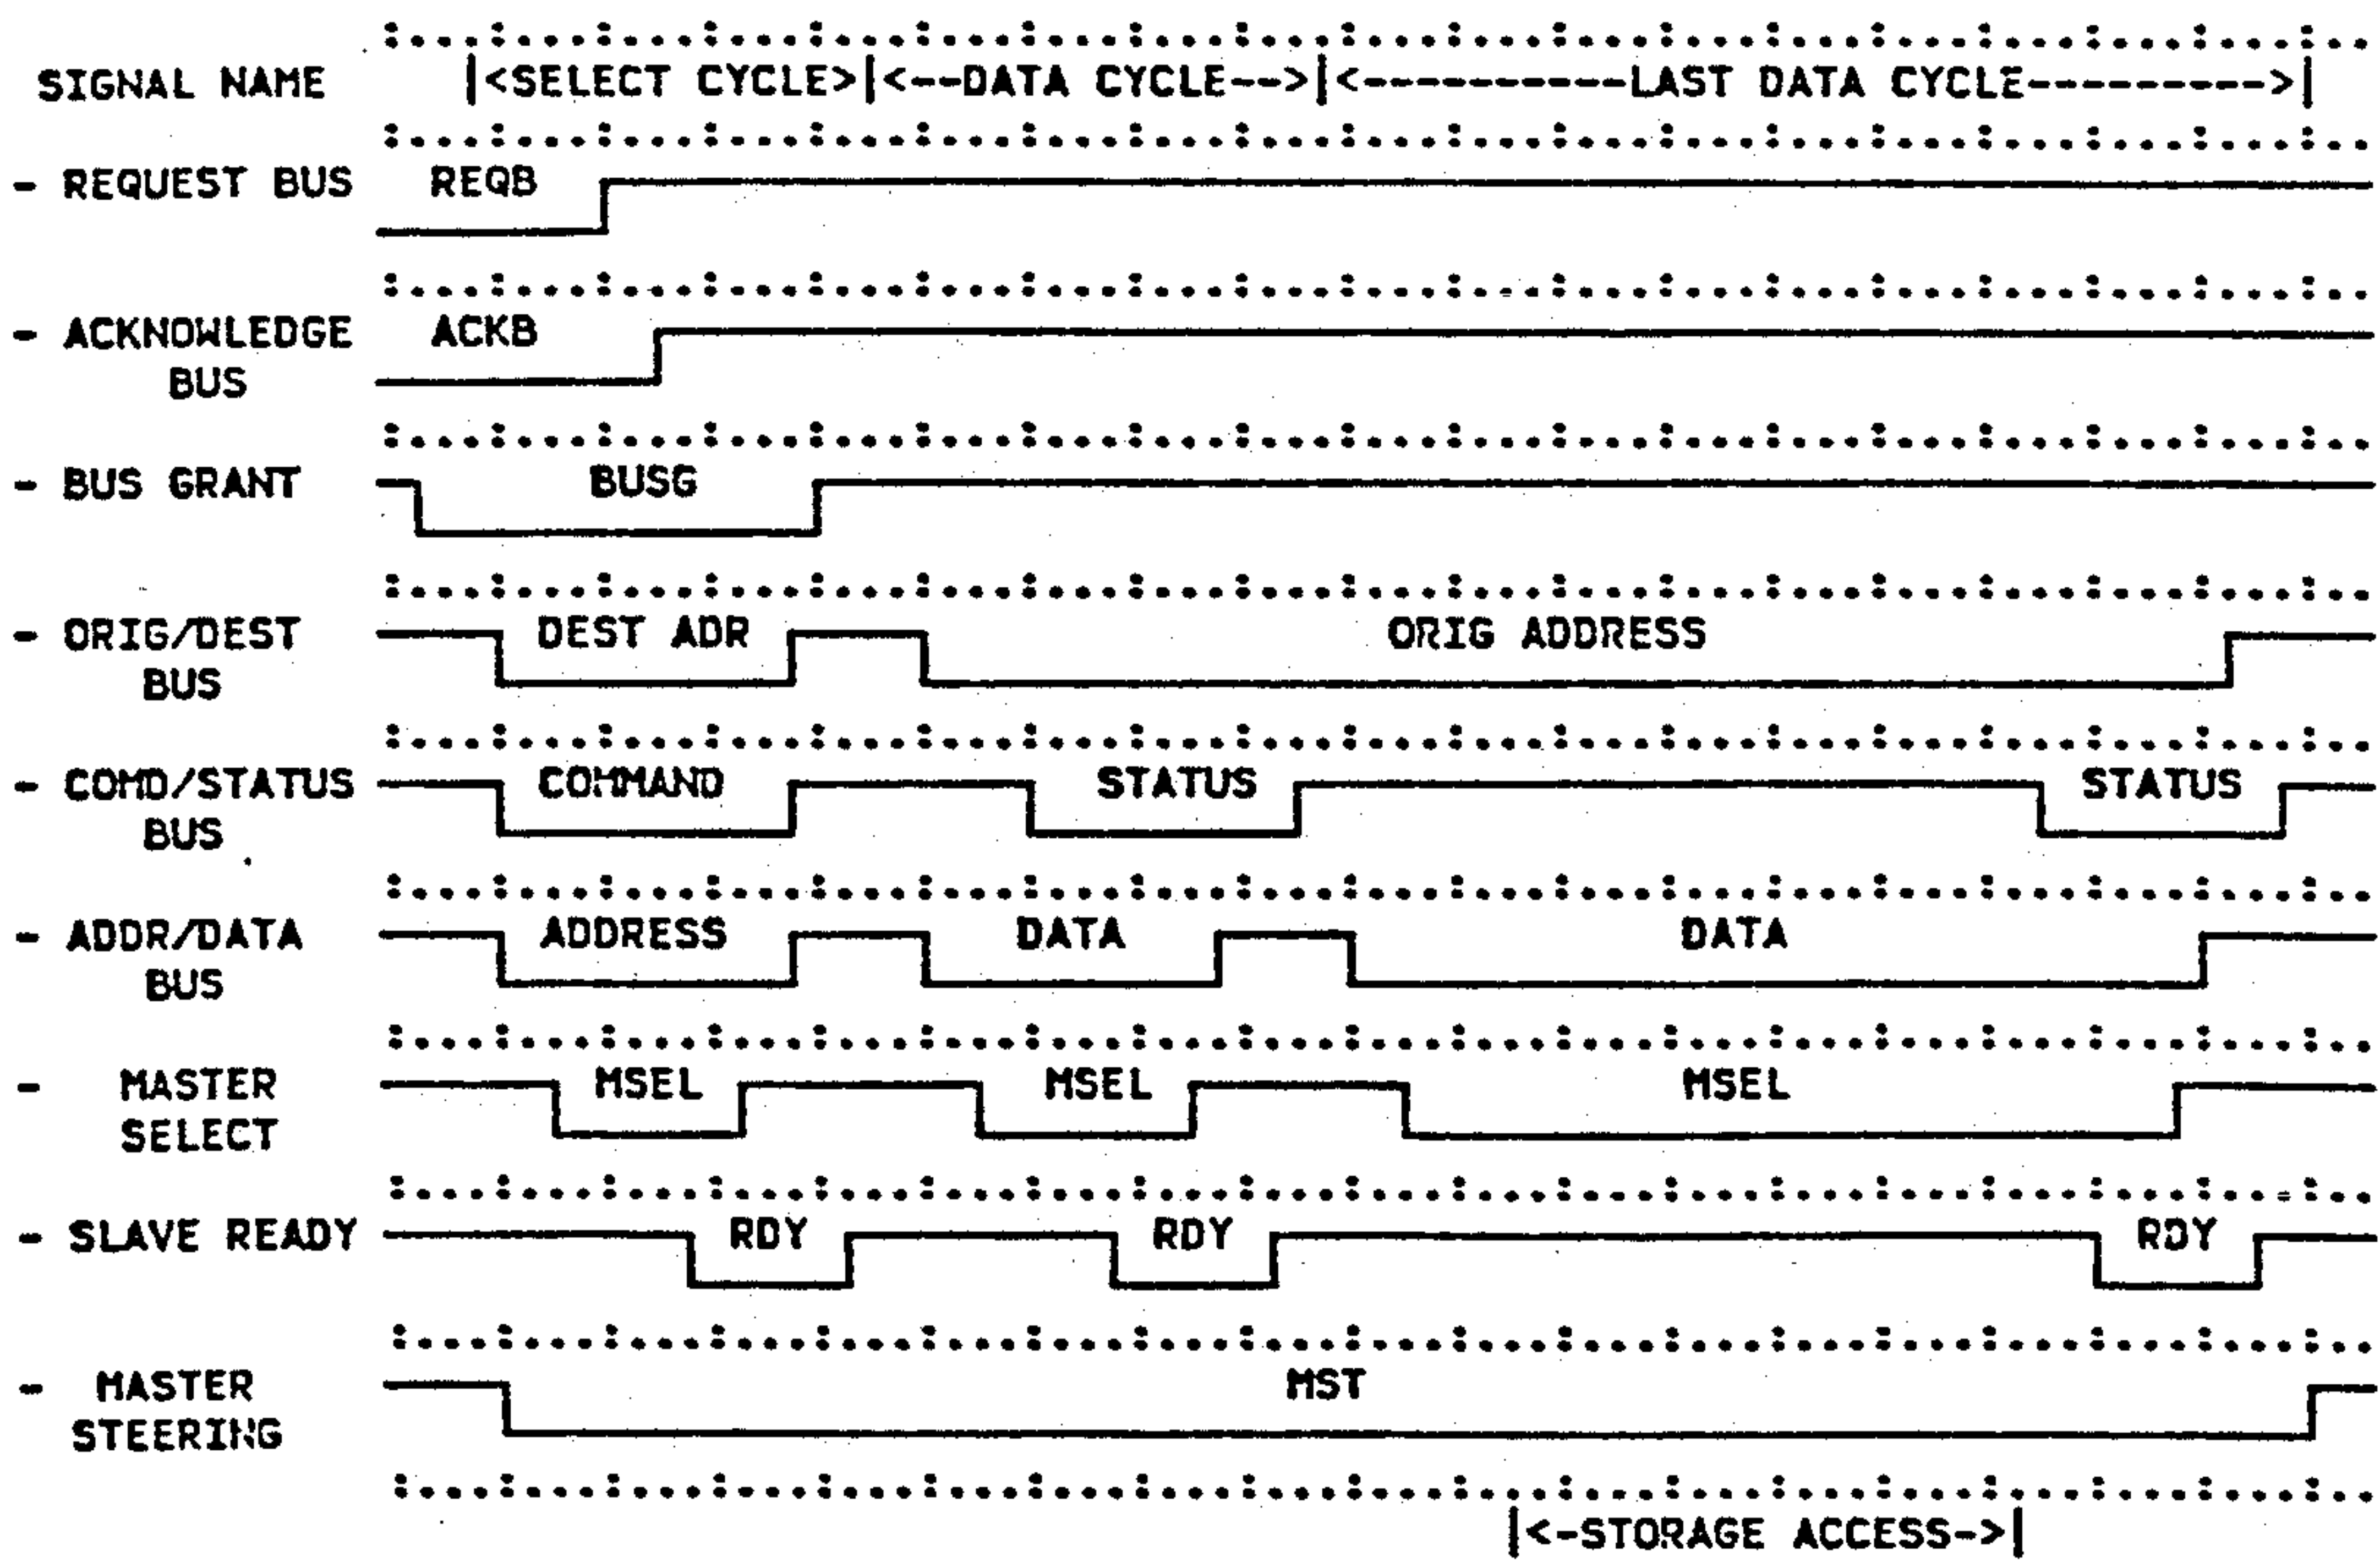 SIGNAL NAME |<SELECT CYCLE>|<--DATA CYCLE-->|<----------LAST DATA CYCLE--------->|
- REQUEST BUS REQB
- ACKNOWLEDGE ACKB
BUS
- BUS GRANT BUSG
- ORIG/DEST DEST ADR ORIG ADDRESS
BUS
- COMD/STATUS COMMAND STATUS STATUS
BUS
- ADDR/DATA ADDRESS DATA DATA
BUS
- MASTER MSEL MSEL MSEL
SELECT
- SLAVE READY RDY RDY RDY
- MASTER MST
STEERING
|<-STORAGE ACCESS->|